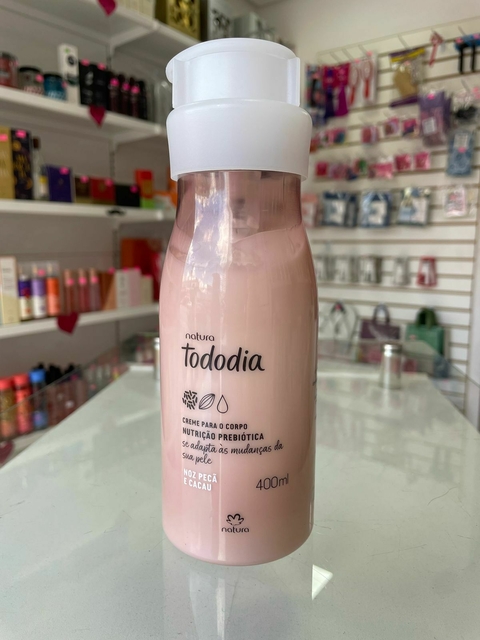 natura
Tododia
CREME PARA O CORPO
NUTRIÇÃO PREBIÓTICA
se adapta às mudanças da
sua pele
NOZ PECÃ
E CACAU
400ml
natura